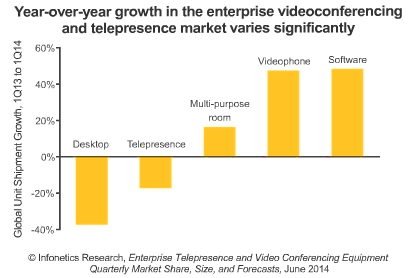 Year-over-year growth in the enterprise videoconferencing
and telepresence market varies significantly
Global Unit Shipment Growth, 1Q13 to 1Q14
60%
40%
20%
0%
-20%
-40%
Desktop
Telepresence
Multi-purpose
room
Videophone
Software
© Infonetics Research, Enterprise Telepresence and Video Conferencing Equipment
Quarterly Market Share, Size, and Forecasts, June 2014